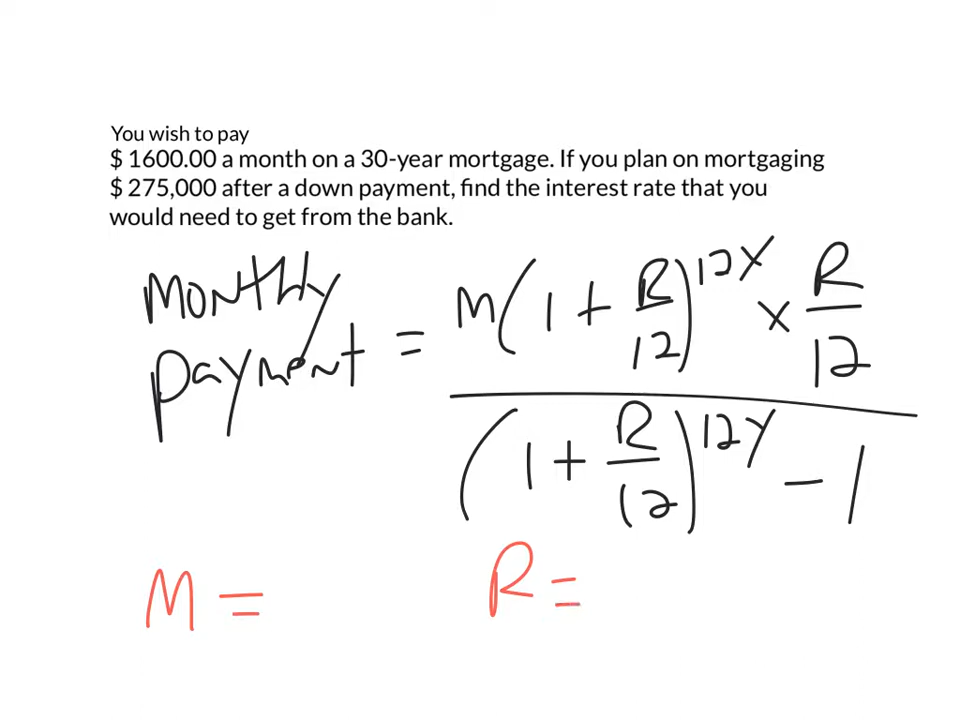 You wish to pay
$ 1600.00 a month on a 30-year mortgage. If you plan on mortgaging
$ 275,000 after a down payment, find the interest rate that you
would need to get from the bank.
Monthly
payment = M(1 + R/12)^12Y × R/12
(1 + R/12)^12Y - 1
M = R =